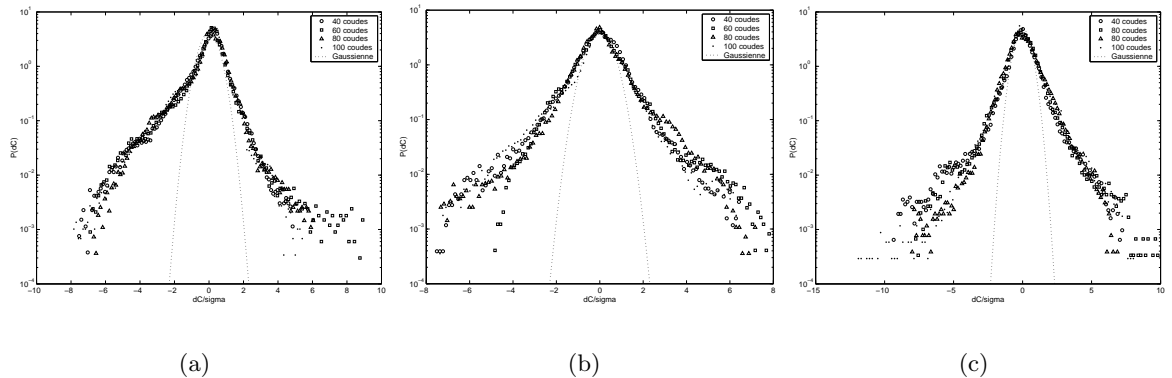 40 coudes
60 coudes
80 coudes
100 coudes
Gaussienne
10^1
10^0
10^-1
10^-2
10^-3
10^-4
P(dC)
−10 −8 −6 −4 −2 0 2 4 6 8 10
dC/sigma
(a)
40 coudes
60 coudes
80 coudes
100 coudes
Gaussienne
10^1
10^0
10^-1
10^-2
10^-3
10^-4
P(dC)
−8 −6 −4 −2 0 2 4 6 8
dC/sigma
(b)
40 coudes
80 coudes
80 coudes
100 coudes
Gaussienne
10^1
10^0
10^-1
10^-2
10^-3
10^-4
P(dC)
−15 −10 −5 0 5 10
dC/sigma
(c)